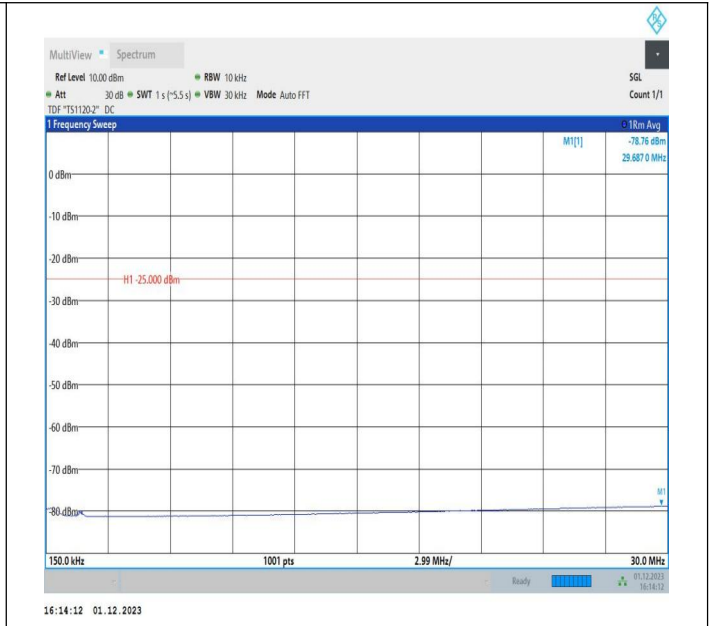 MultiView Spectrum
Ref Level 10.00 dBm RBW 10 kHz SGL
Att 30 dB SWT 1 s (~5.5 s) VBW 30 kHz Mode Auto FFT Count 1/1
TDF "TS1120-2" DC
1 Frequency Sweep 1Rm Avg
M1[1] -78.76 dBm
29.687 0 MHz
0 dBm
-10 dBm
-20 dBm
H1 -25.000 dBm
-30 dBm
-40 dBm
-50 dBm
-60 dBm
-70 dBm
M1
-80 dBm
150.0 kHz 1001 pts 2.99 MHz/ 30.0 MHz
Ready 01.12.2023
16:14:12
16:14:12 01.12.2023